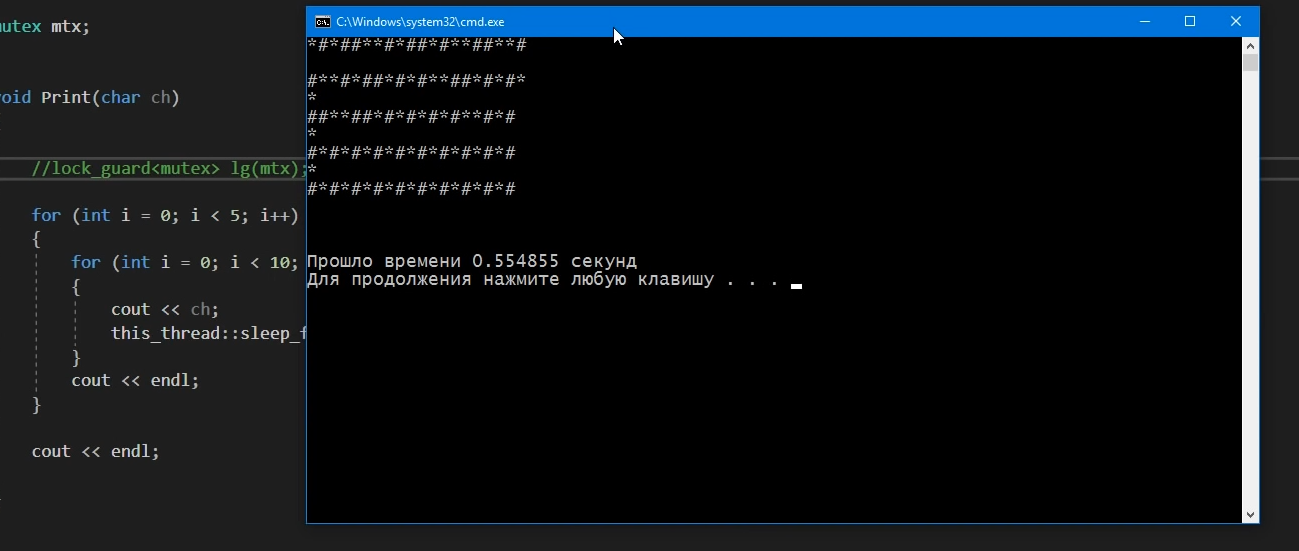 mutex mtx;
void Print(char ch)
//lock_guard<mutex> lg(mtx);
for (int i = 0; i < 5; i++)
{
for (int i = 0; i < 10;
{
cout << ch;
this_thread::sleep_f
}
cout << endl;
}
cout << endl;
C:\Windows\system32\cmd.exe
*#*##**#*##*#**##**#
#**#*##*#*#**##*#*#*
*
##**##*#*#*#*#**#*#
*
#*#*#*#*#*#*#*#*#*#
*
#*#*#*#*#*#*#*#*#*#
Прошло времени 0.554855 секунд
Для продолжения нажмите любую клавишу . . .